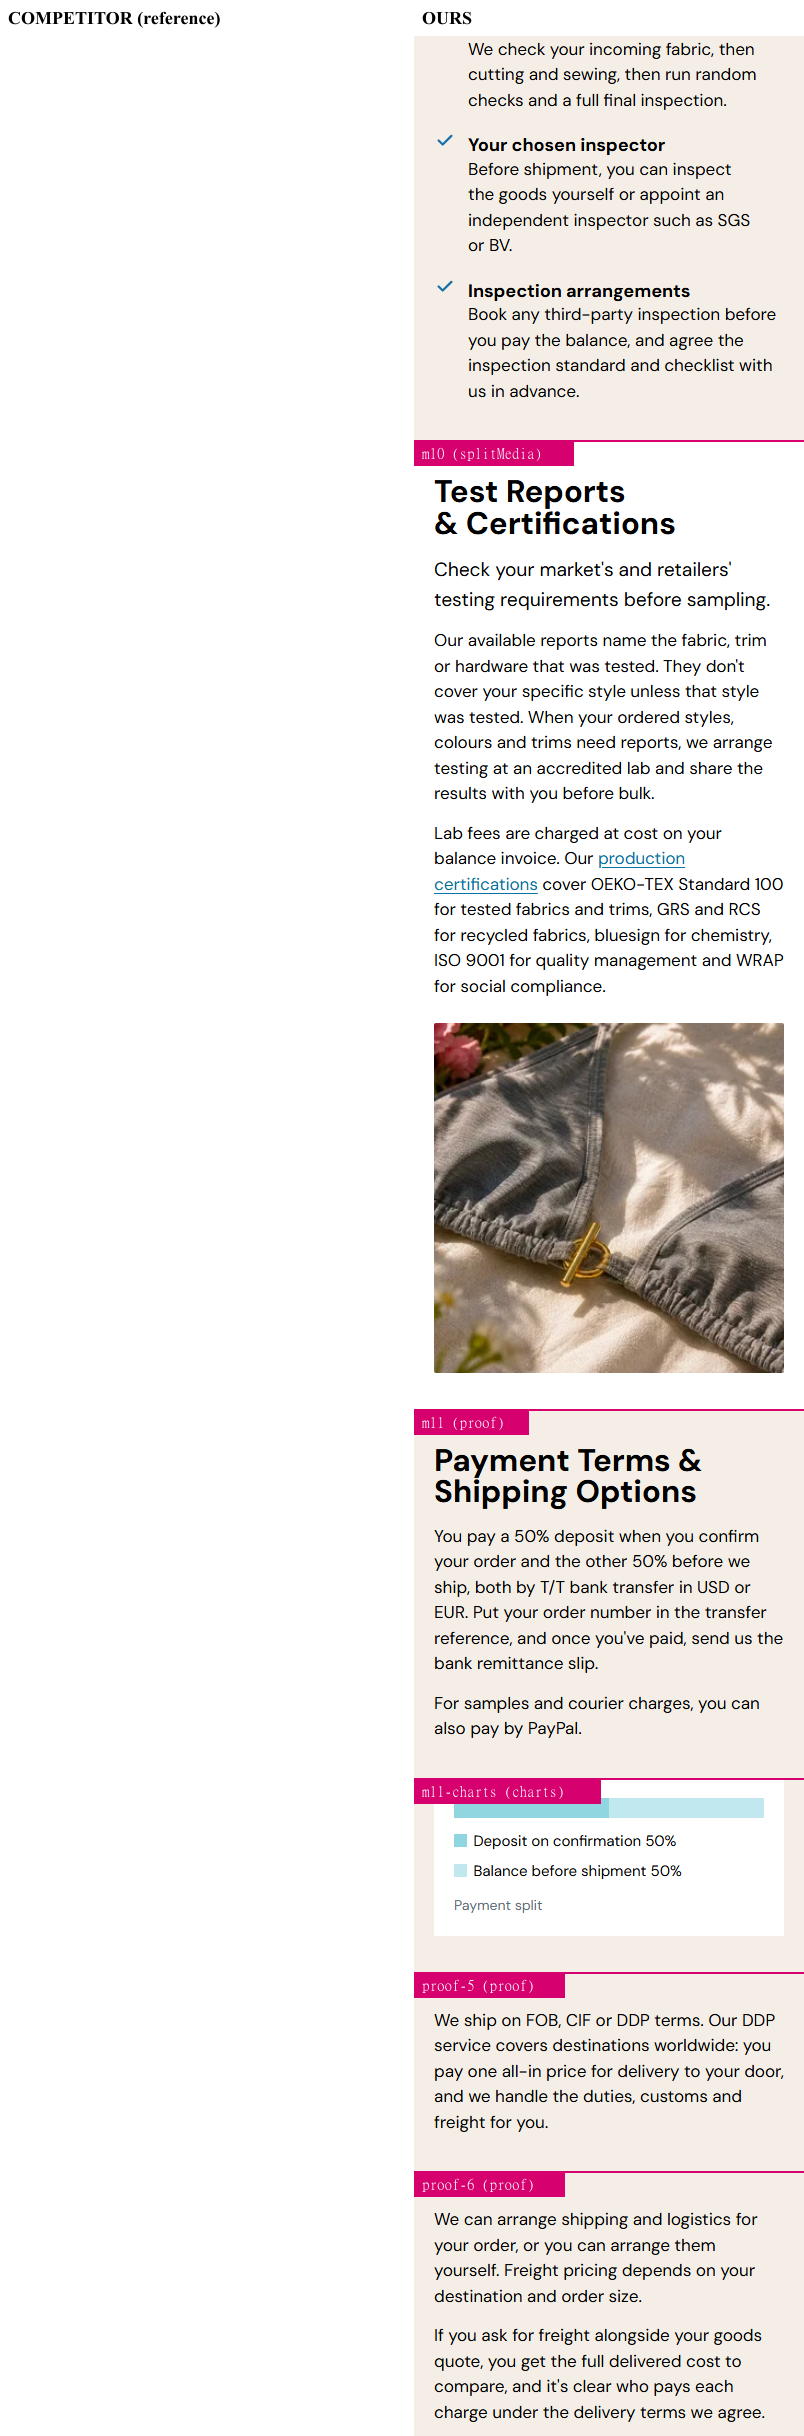 COMPETITOR (reference)
OURS
We check your incoming fabric, then
cutting and sewing, then run random
checks and a full final inspection.
Your chosen inspector
Before shipment, you can inspect
the goods yourself or appoint an
independent inspector such as SGS
or BV.
Inspection arrangements
Book any third-party inspection before
you pay the balance, and agree the
inspection standard and checklist with
us in advance.
m10 (splitMedia)
Test Reports
& Certifications
Check your market's and retailers'
testing requirements before sampling.
Our available reports name the fabric, trim
or hardware that was tested. They don't
cover your specific style unless that style
was tested. When your ordered styles,
colours and trims need reports, we arrange
testing at an accredited lab and share the
results with you before bulk.
Lab fees are charged at cost on your
balance invoice. Our production
certifications cover OEKO-TEX Standard 100
for tested fabrics and trims, GRS and RCS
for recycled fabrics, bluesign for chemistry,
ISO 9001 for quality management and WRAP
for social compliance.
m11 (proof)
Payment Terms &
Shipping Options
You pay a 50% deposit when you confirm
your order and the other 50% before we
ship, both by T/T bank transfer in USD or
EUR. Put your order number in the transfer
reference, and once you've paid, send us the
bank remittance slip.
For samples and courier charges, you can
also pay by PayPal.
m11-charts (charts)
Deposit on confirmation 50%
Balance before shipment 50%
Payment split
proof-5 (proof)
We ship on FOB, CIF or DDP terms. Our DDP
service covers destinations worldwide: you
pay one all-in price for delivery to your door,
and we handle the duties, customs and
freight for you.
proof-6 (proof)
We can arrange shipping and logistics for
your order, or you can arrange them
yourself. Freight pricing depends on your
destination and order size.
If you ask for freight alongside your goods
quote, you get the full delivered cost to
compare, and it's clear who pays each
charge under the delivery terms we agree.